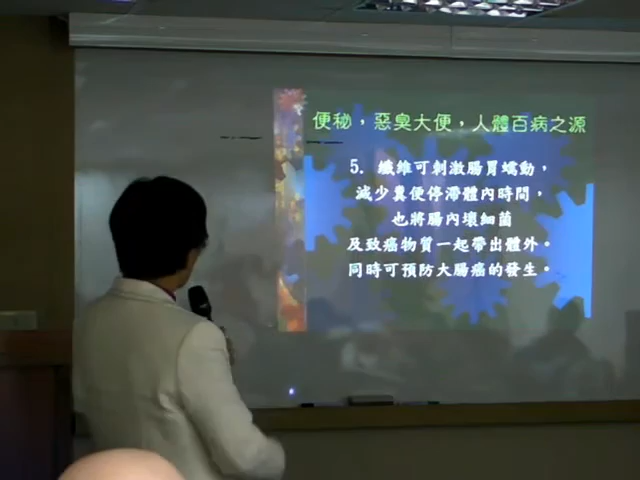 便秘，惡臭大便，人體百病之源
5. 纖維可刺激腸胃蠕動，
減少糞便停滯體內時間，
也將腸內壞細菌
及致癌物質一起帶出體外。
同時可預防大腸癌的發生。